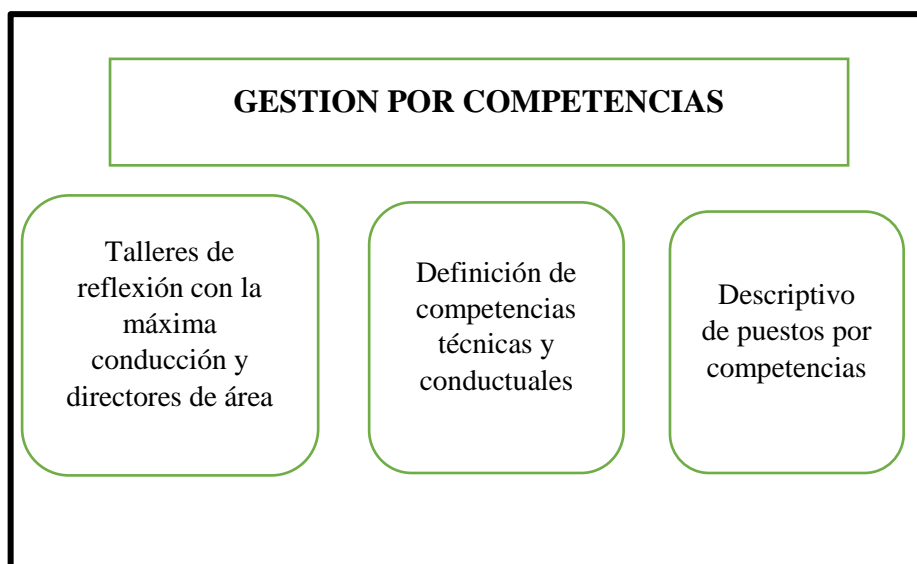 GESTION POR COMPETENCIAS
Talleres de
reflexión con la
máxima
conducción y
directores de área
Definición de
competencias
técnicas y
conductuales
Descriptivo
de puestos por
competencias